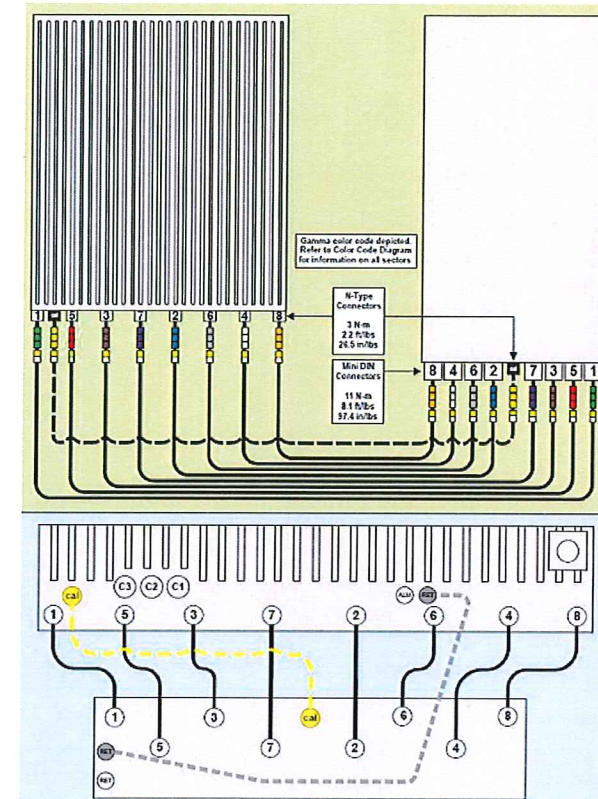 Gamma color code depicted.
Refer to Color Code Diagram
for information on all sectors
N-Type
Connectors
3 N-m
2.2 ft/lbs
26.5 in/lbs
1 5 3 7 2 6 4 8
Mini DIN
Connectors
11 N-m
8.1 ft/lbs
97.4 in/lbs
8 4 6 2 7 3 5 1
C3 C2 C1
cal ALM RET
1 5 3 7 2 6 4 8
1 3 cal 6 8
RET 5 7 2 4
RET